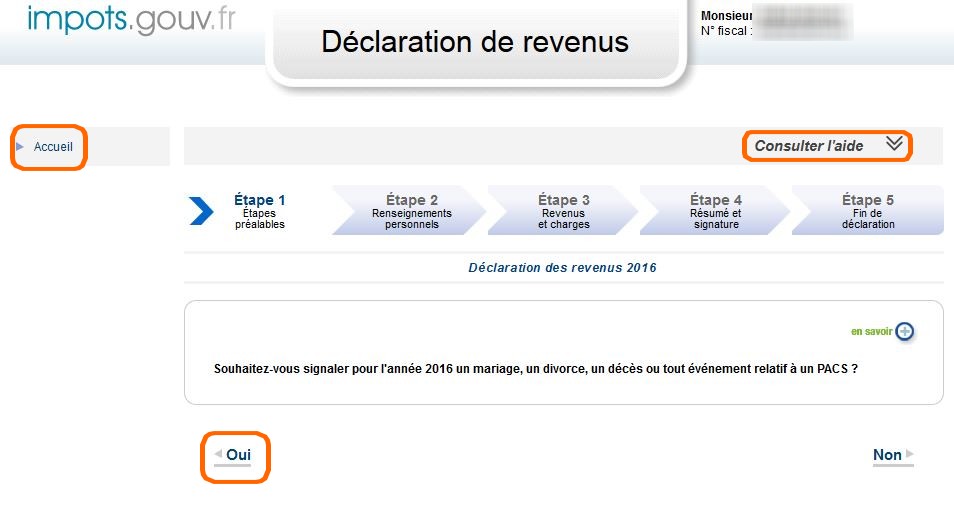 impots.gouv.fr
Déclaration de revenus
Monsieur
N° fiscal :
Accueil
Consulter l'aide
Étape 1
Étapes
préalables
Étape 2
Renseignements
personnels
Étape 3
Revenus
et charges
Étape 4
Résumé et
signature
Étape 5
Fin de
déclaration
Déclaration des revenus 2016
en savoir
Souhaitez-vous signaler pour l'année 2016 un mariage, un divorce, un décès ou tout événement relatif à un PACS ?
Oui
Non